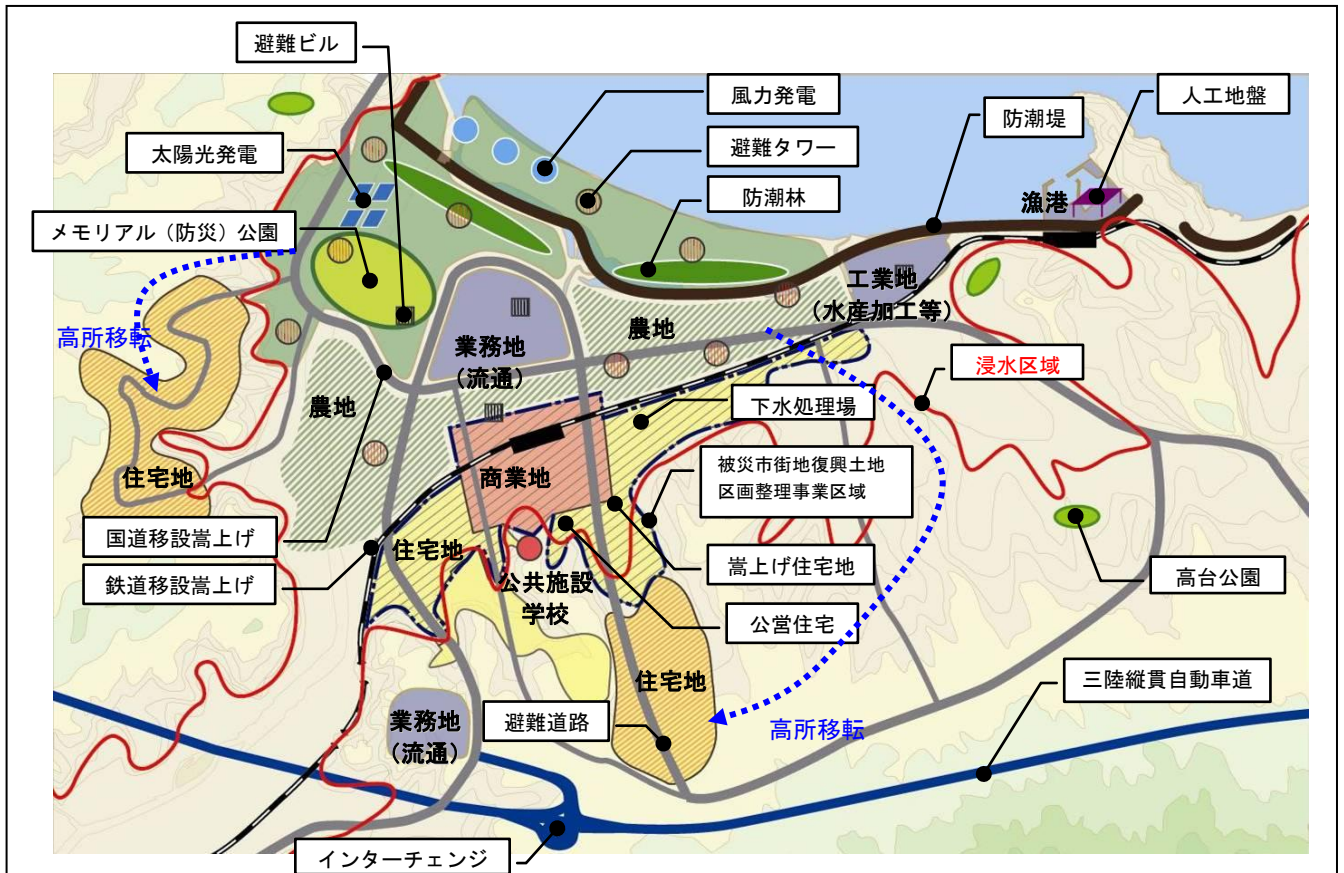 避難ビル
風力発電
人工地盤
防潮堤
太陽光発電
避難タワー
防潮林
漁港
メモリアル（防災）公園
工業地
（水産加工等）
農地
高所移転
業務地
（流通）
浸水区域
農地
下水処理場
住宅地
商業地
被災市街地復興土地
区画整理事業区域
国道移設嵩上げ
住宅地
嵩上げ住宅地
鉄道移設嵩上げ
公共施設
学校
高台公園
公営住宅
住宅地
三陸縦貫自動車道
業務地
（流通）
避難道路
高所移転
インターチェンジ